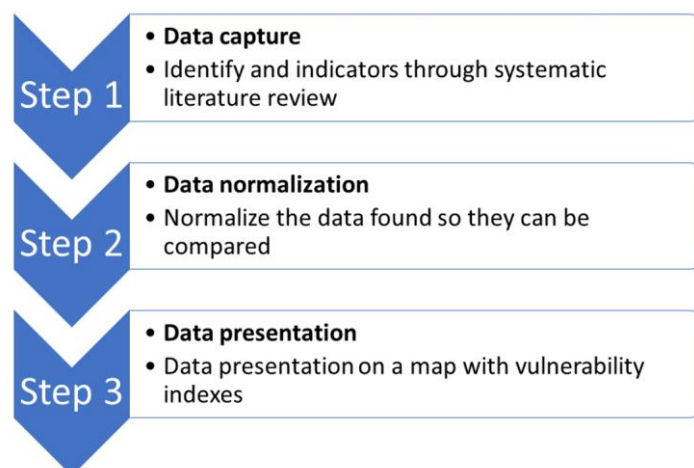 Step 1
• Data capture
• Identify and indicators through systematic
literature review
Step 2
• Data normalization
• Normalize the data found so they can be
compared
Step 3
• Data presentation
• Data presentation on a map with vulnerability
indexes